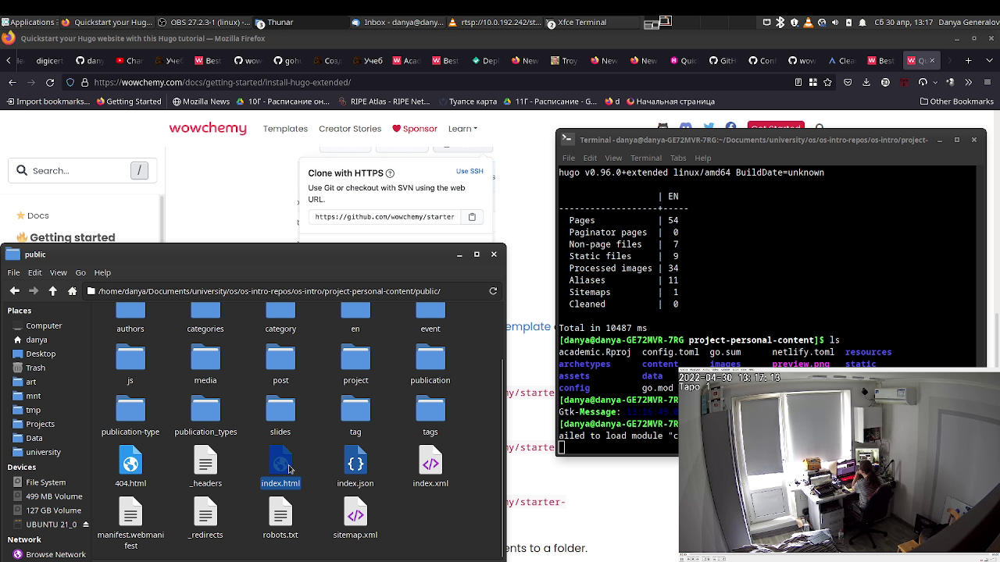 Applications
Quickstart your Hugo website with ...
OBS 27.2.3-1 (linux) - ...
Thunar
Inbox - danya@dany...
rtsp://10.0.192.242/st...
Xfce Terminal
Сб 30 апр, 13:17
Danya Generalov
Quickstart your Hugo website with this Hugo tutorial — Mozilla Firefox
digicert
dany
Char
Учеб
Best
wow
gohu
Созд
Учеб
Acad
Best
Depl
New
Troy
New
New
Quic
GitH
Cont
wow
Clea
Best
Qu
https://wowchemy.com/docs/getting-started/install-hugo-extended/
Import bookmarks...
Getting Started
Mozilla News
10Г - Расписание он...
RIPE Atlas - RIPE Net...
Туапсе карта
11Г - Расписание - G...
d
Начальная страница
Other Bookmarks
wowchemy
Templates
Creator Stories
Sponsor
Learn
Search...
/
Docs
Getting started
Clone with HTTPS
Use SSH
Use Git or checkout with SVN using the web
URL.
https://github.com/wowchemy/starter
emplate
/starte
/starte
/starter-
ents to a folder.
public
File Edit View Go Help
/home/danya/Documents/university/os/os-intro-repos/os-intro/project-personal-content/public/
Places
Computer
danya
Desktop
Trash
art
tmp
Projects
Data
university
Devices
File System
499 MB Volume
127 GB Volume
UBUNTU 21_0
Network
Browse Network
authors categories category en event
js media post project publication
publication-type publication_types slides tag tags
404.html _headers index.html index.json index.xml
manifest.webmani
fest
_redirects robots.txt sitemap.xml
Terminal - danya@danya-GE72MVR-7RG:~/Documents/university/os/os-intro-repos/os-intro/project-
File Edit View Terminal Tabs Help
hugo v0.96.0+extended linux/amd64 BuildDate=unknown
| EN
-------------------+-----
Pages | 54
Paginator pages | 0
Non-page files | 7
Static files | 9
Processed images | 34
Aliases | 11
Sitemaps | 1
Cleaned | 0
Total in 10487 ms
[danya@danya-GE72MVR-7RG project-personal-content]$ ls
academic.Rproj config.toml go.sum netlify.toml resources
archetypes content images preview.png static
assets data
config go.mod
[danya@danya-GE72MVR-7R
Gtk-Message:
[danya@danya-GE72MVR-7R
ailed to load module "c
2022-04-30 13:17:13
Tapo 1